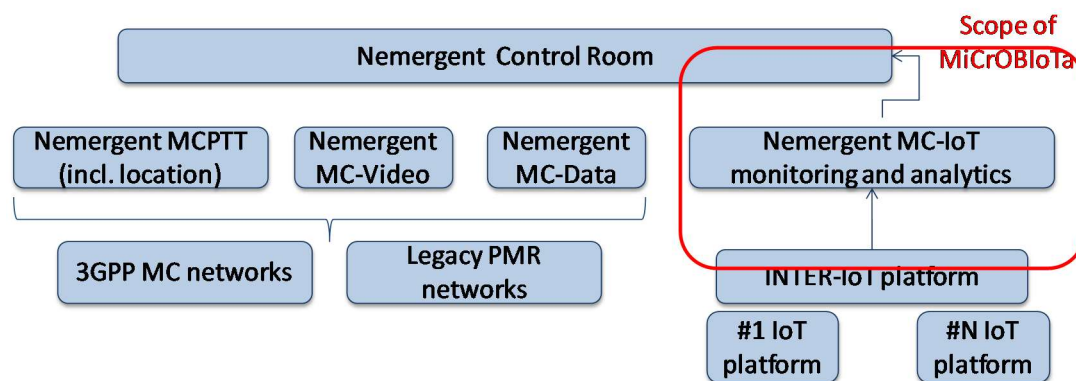 Scope of
MiCrOBIoTa
Nemergent Control Room
Nemergent MCPTT
(incl. location)
Nemergent
MC-Video
Nemergent
MC-Data
Nemergent MC-IoT
monitoring and analytics
3GPP MC networks
Legacy PMR
networks
INTER-IoT platform
#1 IoT
platform
#N IoT
platform